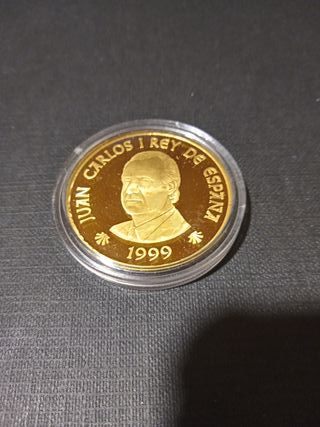 JUAN CARLOS I REY DE ESPAÑA
1999